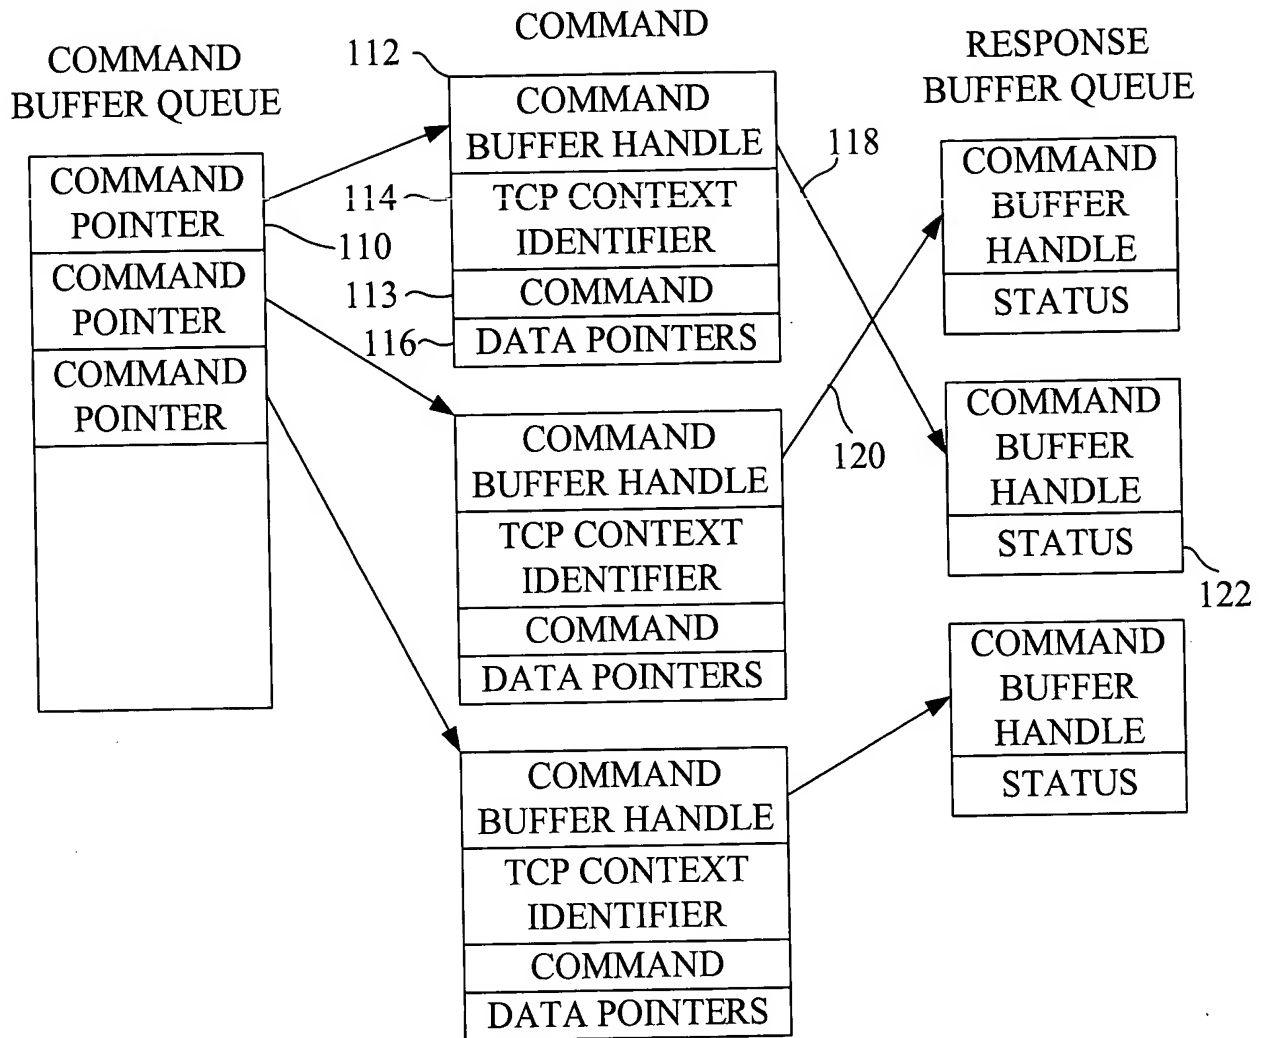 COMMAND
BUFFER QUEUE
COMMAND
POINTER
COMMAND
POINTER
COMMAND
POINTER
110
COMMAND
112
COMMAND
BUFFER HANDLE
114
TCP CONTEXT
IDENTIFIER
113
COMMAND
116
DATA POINTERS
COMMAND
BUFFER HANDLE
TCP CONTEXT
IDENTIFIER
COMMAND
DATA POINTERS
COMMAND
BUFFER HANDLE
TCP CONTEXT
IDENTIFIER
COMMAND
DATA POINTERS
118
120
RESPONSE
BUFFER QUEUE
COMMAND
BUFFER
HANDLE
STATUS
COMMAND
BUFFER
HANDLE
STATUS
122
COMMAND
BUFFER
HANDLE
STATUS